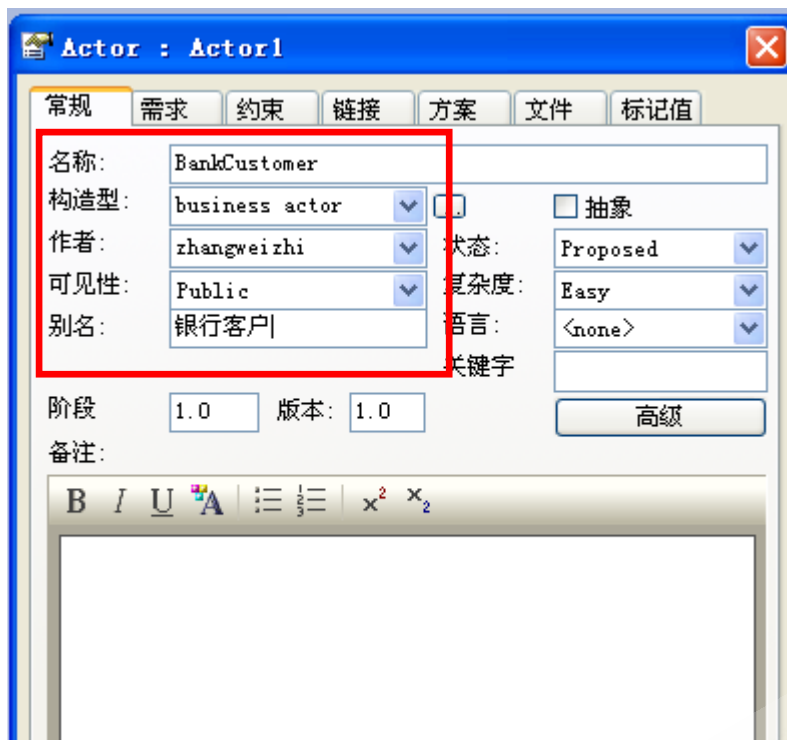 Actor : Actor1
常规 需求 约束 链接 方案 文件 标记值
名称: BankCustomer
构造型: business actor ... 抽象
作者: zhangweizhi 状态: Proposed
可见性: Public 复杂度: Easy
别名: 银行客户 语言: <none>
关键字
阶段 1.0 版本: 1.0 高级
备注:
B I U A x² x₂